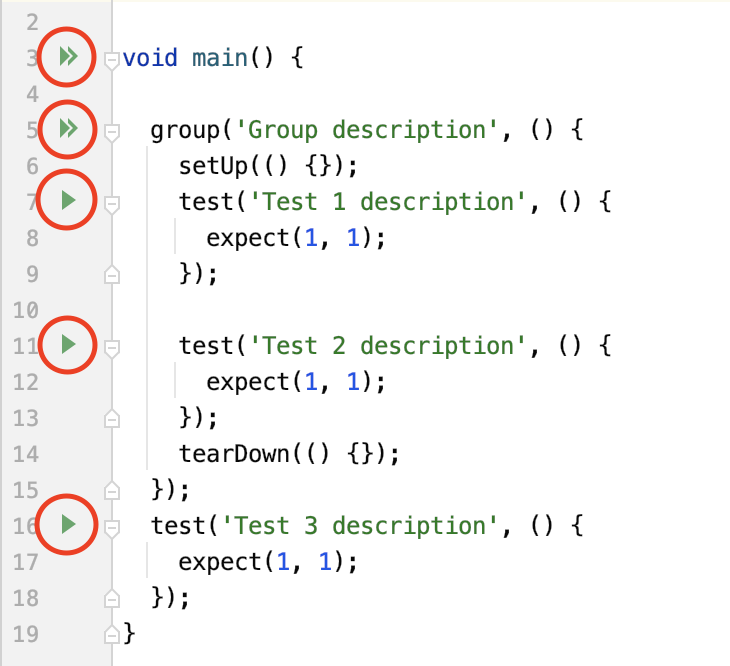 2
3 void main() {
4
5 group('Group description', () {
6 setUp(() {});
7 test('Test 1 description', () {
8 expect(1, 1);
9 });
10
11 test('Test 2 description', () {
12 expect(1, 1);
13 });
14 tearDown(() {});
15 });
16 test('Test 3 description', () {
17 expect(1, 1);
18 });
19 }